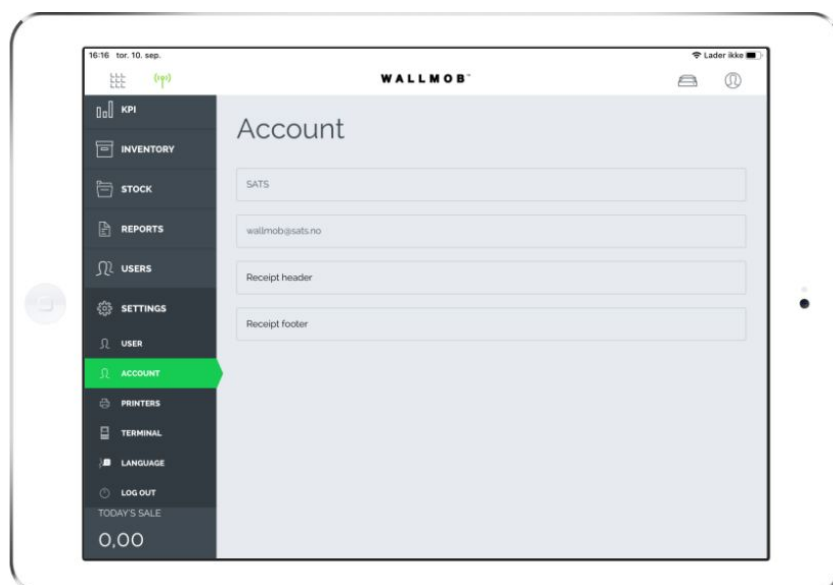 16:16 tor. 10. sep.
Lader ikke
WALLMOB™
KPI
INVENTORY
STOCK
REPORTS
USERS
SETTINGS
USER
ACCOUNT
PRINTERS
TERMINAL
LANGUAGE
LOG OUT
TODAY'S SALE
0,00
Account
SATS
wallmob@sats.no
Receipt header
Receipt footer